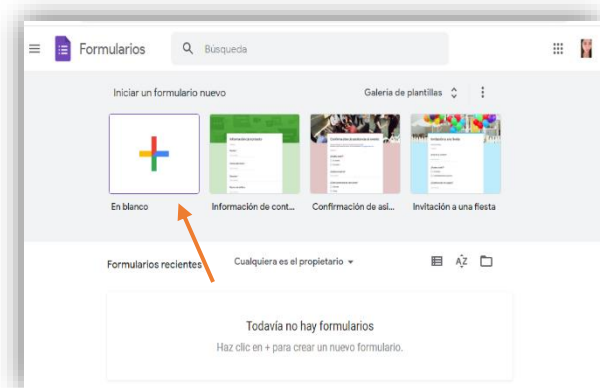 Formularios
Búsqueda
Iniciar un formulario nuevo
Galería de plantillas
En blanco
Información de cont...
Confirmación de asi...
Invitación a una fiesta
Formularios recientes
Cualquiera es el propietario
AZ
Todavía no hay formularios
Haz clic en + para crear un nuevo formulario.